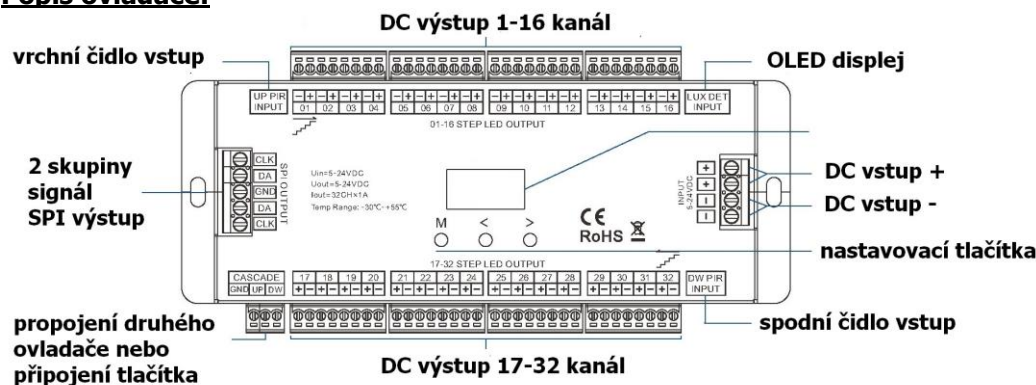 Popis ovladače:
DC výstup 1-16 kanál
vrchní čidlo vstup
OLED displej
UP PIR
INPUT
- + - + - + - +
01 02 03 04
- + - + - + - +
05 06 07 08
- + - + - + - +
09 10 11 12
- + - + - + - +
13 14 15 16
LUX DET
INPUT
01-16 STEP LED OUTPUT
2 skupiny
signál
SPI výstup
CLK
DA
GND
DA
CLK
SPI OUTPUT
Uin=5-24VDC
Uout=5-24VDC
Iout=32CH×1A
Temp Range: -30℃-+55℃
M < >
CE
RoHS
INPUT
5-24VDC
+
+
-
-
DC vstup +
DC vstup -
nastavovací tlačítka
17-32 STEP LED OUTPUT
CASCADE
GND UP DW
17 18 19 20
+ - + - + - + -
21 22 23 24
+ - + - + - + -
25 26 27 28
+ - + - + - + -
29 30 31 32
+ - + - + - + -
DW PIR
INPUT
propojení druhého
ovladače nebo
připojení tlačítka
DC výstup 17-32 kanál
spodní čidlo vstup